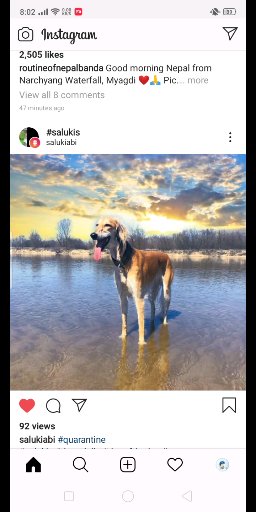 8:02
Instagram
2,505 likes
routineofnepalbanda Good morning Nepal from
Narchyang Waterfall, Myagdi ❤️🙏 Pic... more
View all 8 comments
47 minutes ago
#salukis
salukiabi
92 views
salukiabi #quarantine